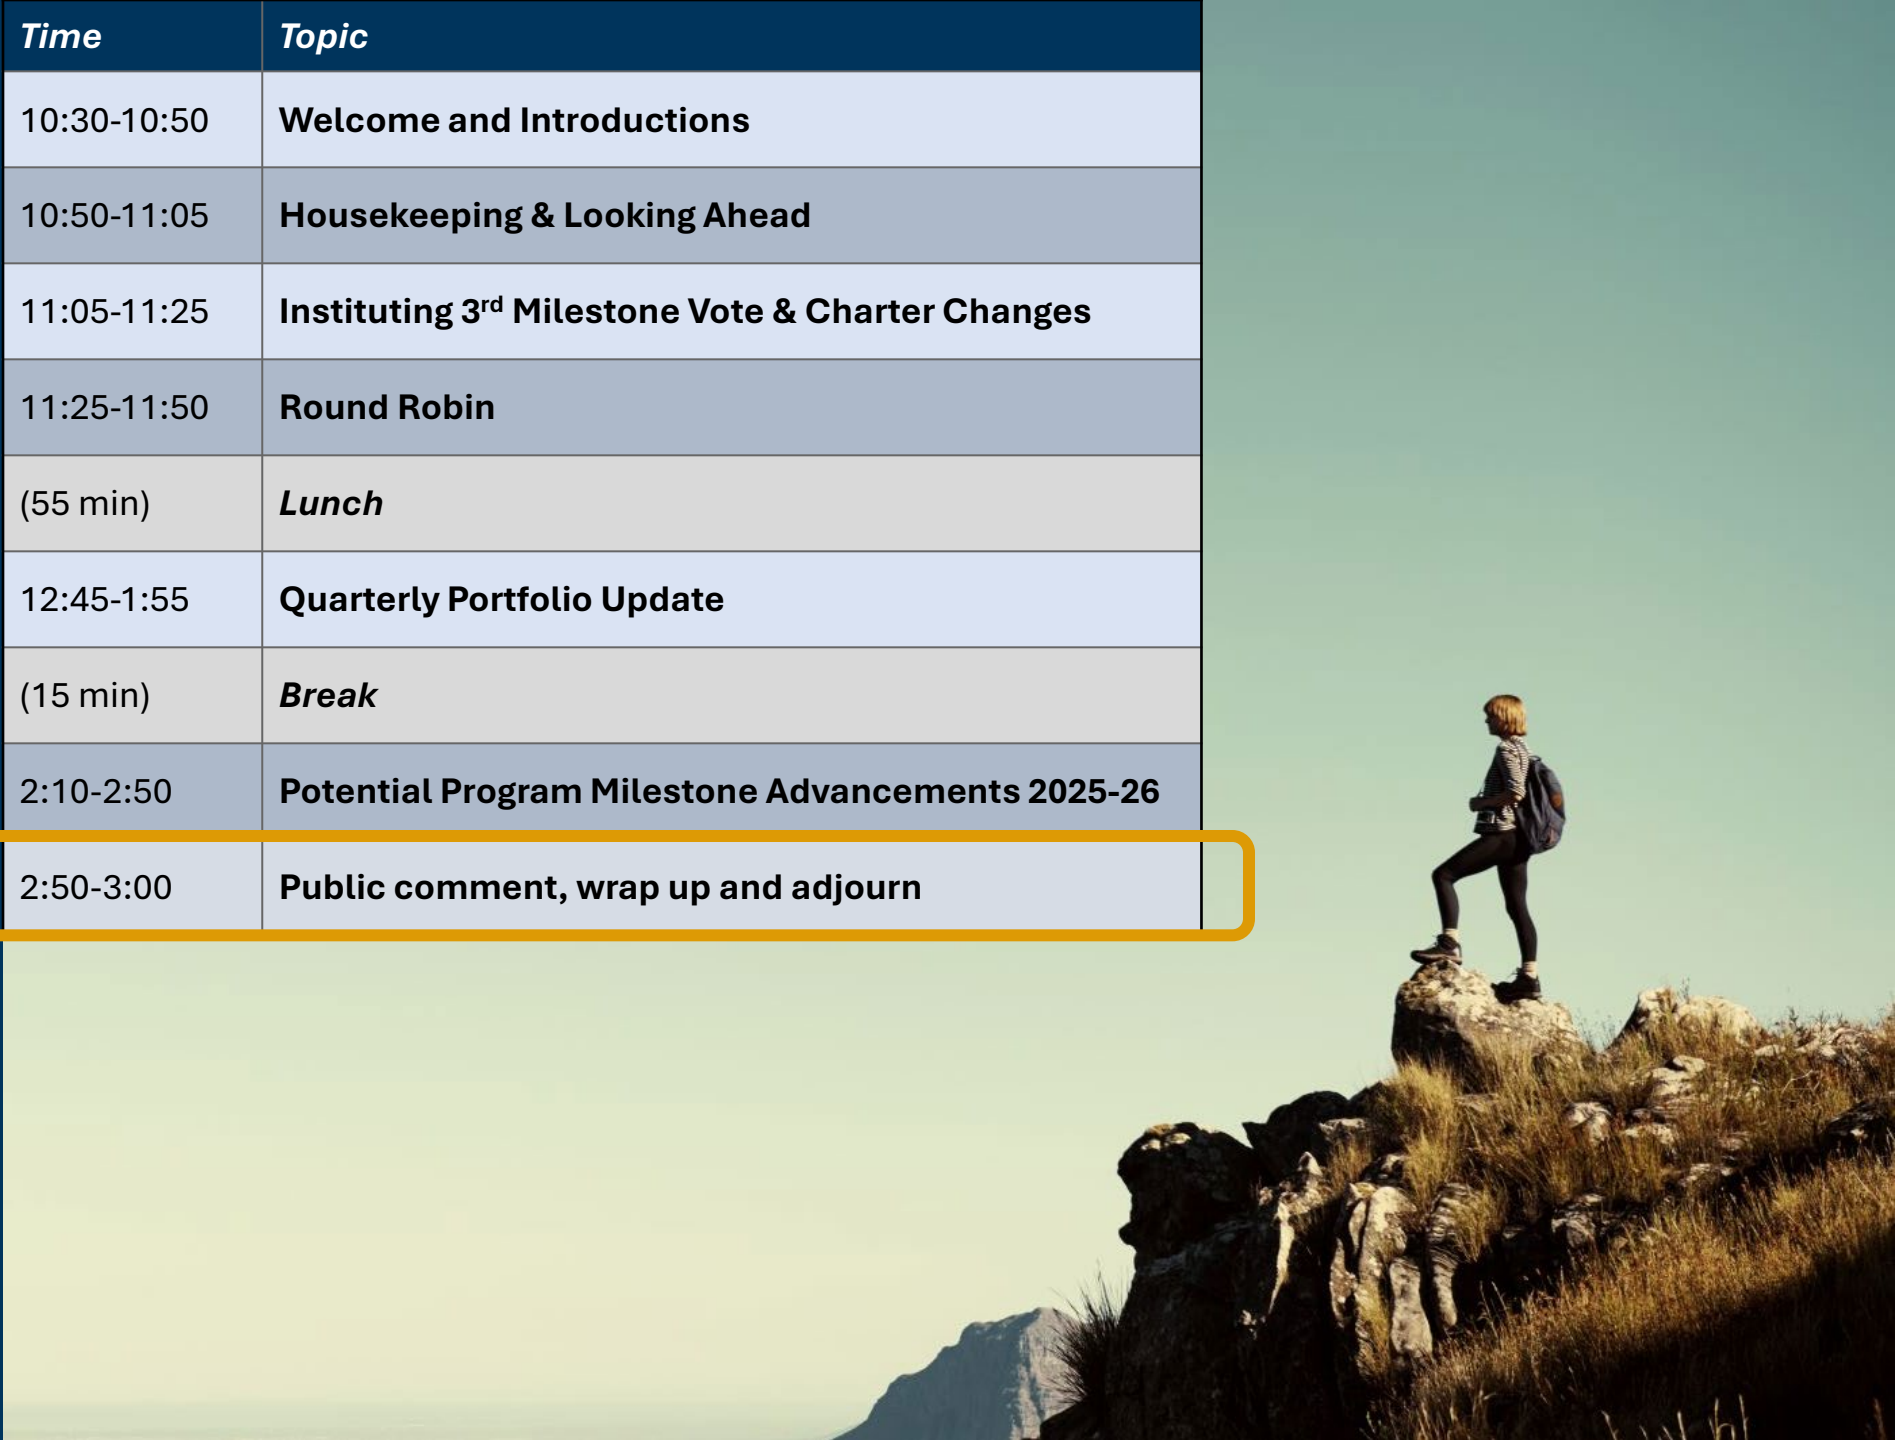 Time Topic
10:30-10:50 Welcome and Introductions
10:50-11:05 Housekeeping & Looking Ahead
11:05-11:25 Instituting 3rd Milestone Vote & Charter Changes
11:25-11:50 Round Robin
(55 min) Lunch
12:45-1:55 Quarterly Portfolio Update
(15 min) Break
2:10-2:50 Potential Program Milestone Advancements 2025-26
2:50-3:00 Public comment, wrap up and adjourn